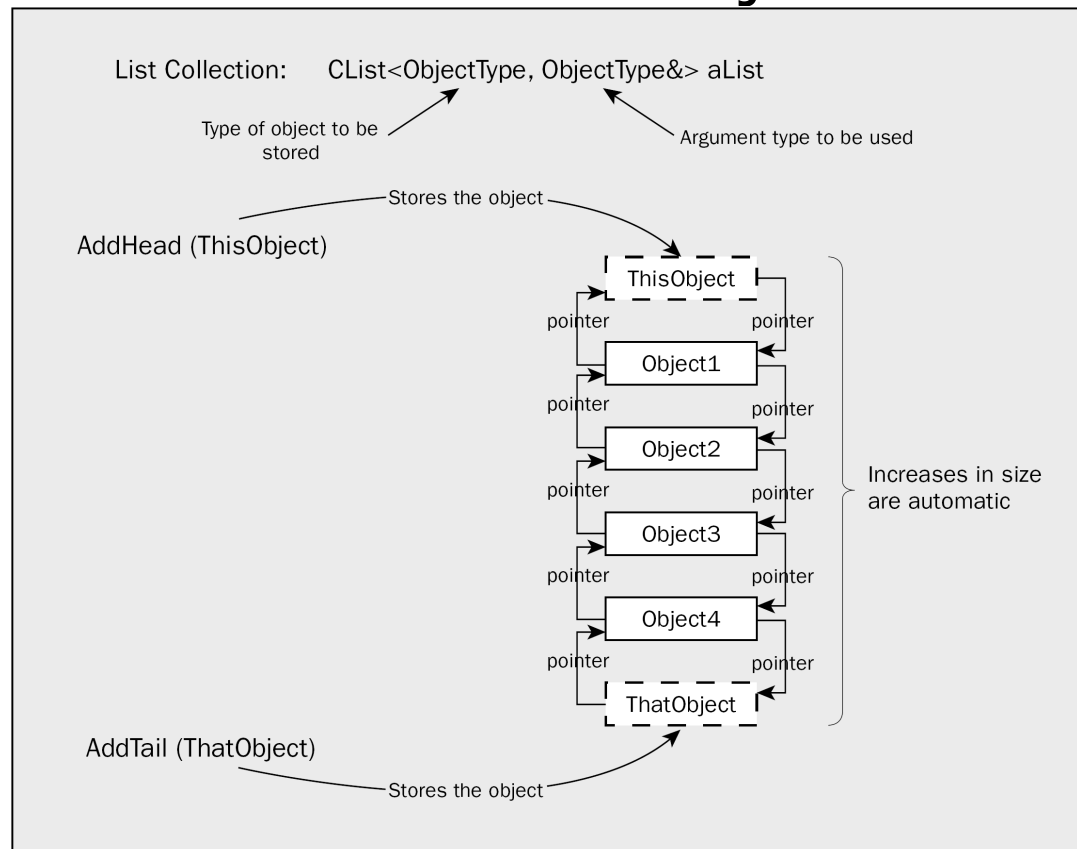 List Collection: CList<ObjectType, ObjectType&> aList
Type of object to be
stored
Argument type to be used
Stores the object
AddHead (ThisObject)
ThisObject
pointer pointer
Object1
pointer pointer
Object2
pointer pointer
Object3
pointer pointer
Object4
pointer pointer
ThatObject
Increases in size
are automatic
AddTail (ThatObject)
Stores the object